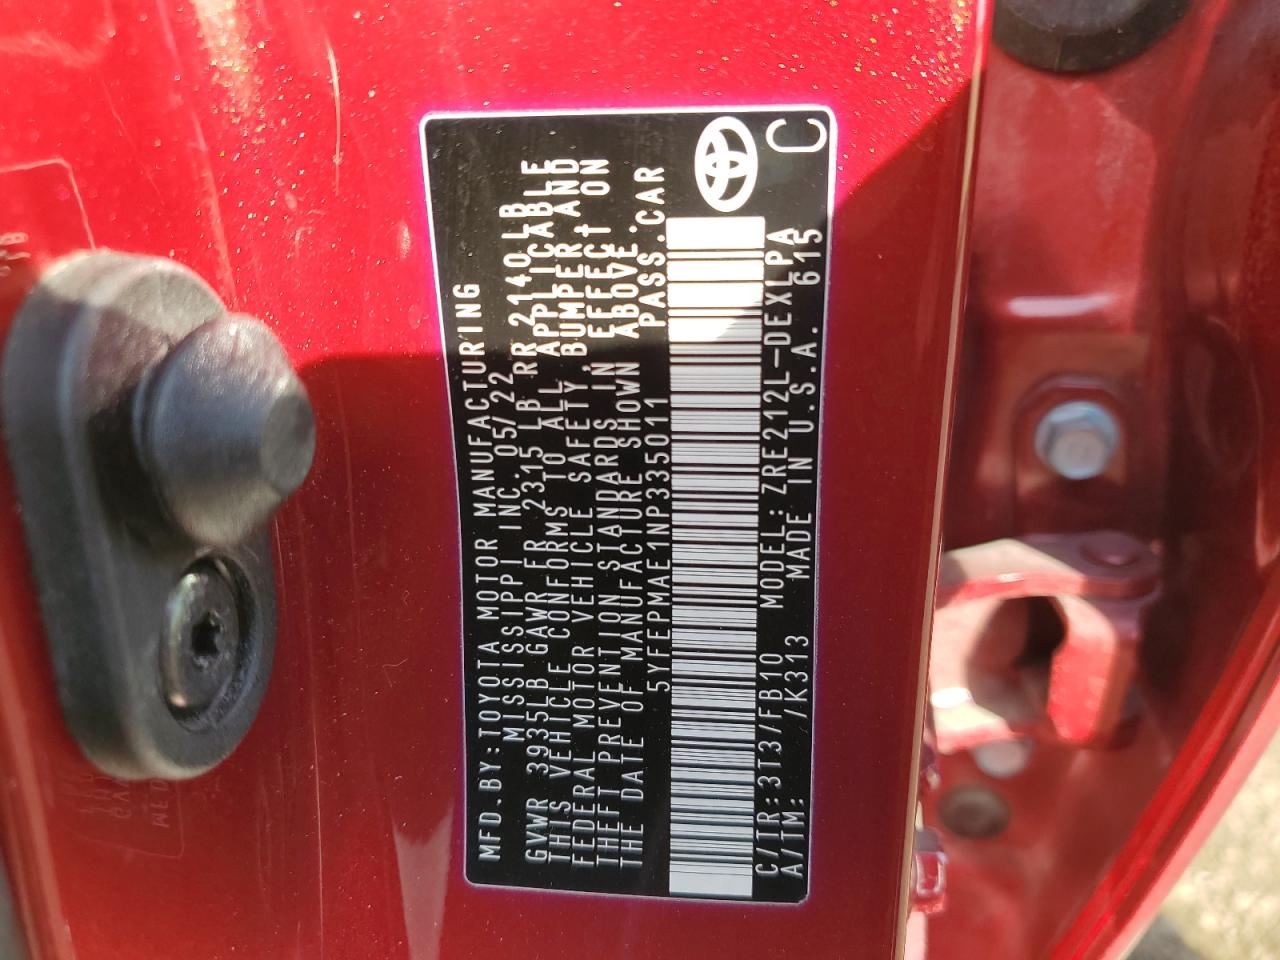 MFD.BY:TOYOTA MOTOR MANUFACTURING
MISSISSIPPI INC. 05/22
GVWR 3935LB GAWR FR 2315 LB RR 2140LB
THIS VEHICLE CONFORMS TO ALL APPLICABLE
FEDERAL MOTOR VEHICLE SAFETY, BUMPER, AND
THEFT PREVENTION STANDARDS IN EFFECT ON
THE DATE OF MANUFACTURE SHOWN ABOVE.
5YFEPMAE1NP335011 PASS.CAR
C/TR:3T3/FB10 MODEL: ZRE212L-DEXLPA
A/TM: /K313 MADE IN U.S.A. 615
C